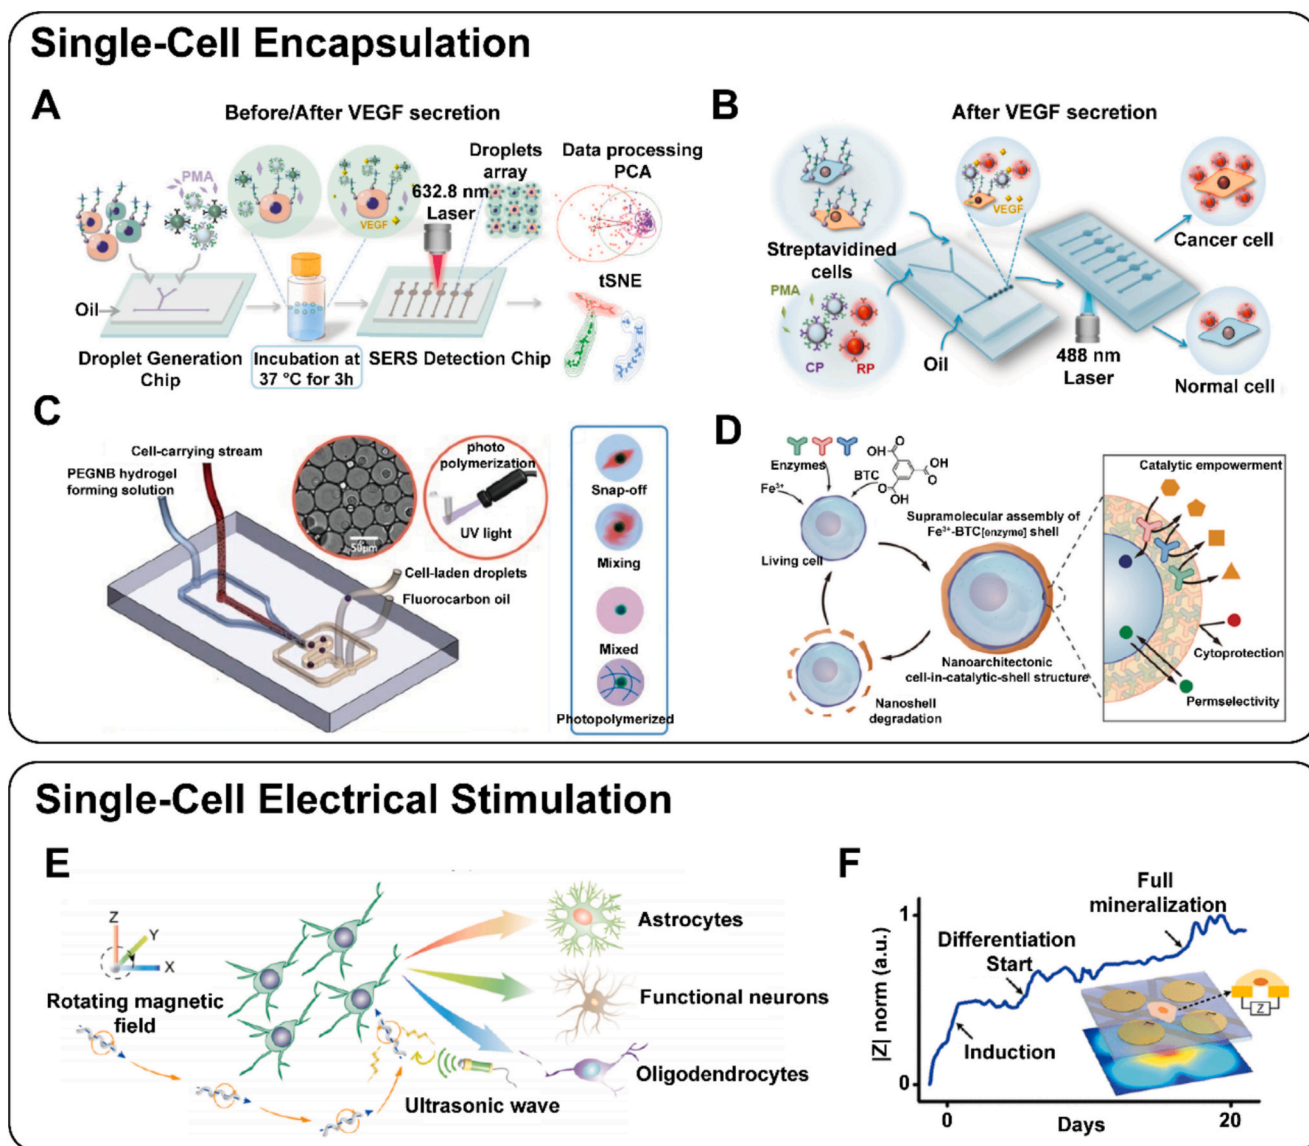 Single-Cell Encapsulation
A
Before/After VEGF secretion
PMA
VEGF
632.8 nm
Laser
Droplets
array
Data processing
PCA
tSNE
Oil
Droplet Generation
Chip
Incubation at
37 °C for 3h
SERS Detection Chip
B
After VEGF secretion
Streptavidined
cells
VEGF
PMA
CP
RP
Oil
488 nm
Laser
Cancer cell
Normal cell
C
Cell-carrying stream
PEGNB hydrogel
forming solution
50μm
photo
polymerization
UV light
Cell-laden droplets
Fluorocarbon oil
Snap-off
Mixing
Mixed
Photopolymerized
D
Enzymes
Fe³⁺
BTC
OH
O
OH
O
O
OH
Living cell
Supramolecular assembly of
Fe³⁺-BTC[enzyme] shell
Nanoarchitectonic
cell-in-catalytic-shell structure
Nanoshell
degradation
Catalytic empowerment
Cytoprotection
Permselectivity
Single-Cell Electrical Stimulation
E
Z
Y
X
Rotating magnetic
field
Ultrasonic wave
Astrocytes
Functional neurons
Oligodendrocytes
F
|Z| norm (a.u.)
1
0
Induction
Differentiation
Start
Full
mineralization
Z
0
Days
20